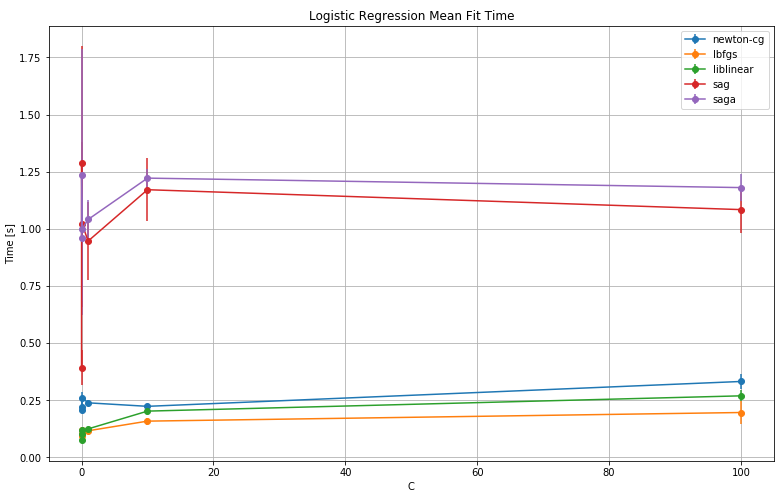 Logistic Regression Mean Fit Time
newton-cg
lbfgs
liblinear
sag
saga
Time [s]
1.75
1.50
1.25
1.00
0.75
0.50
0.25
0.00
0 20 40 60 80 100
C